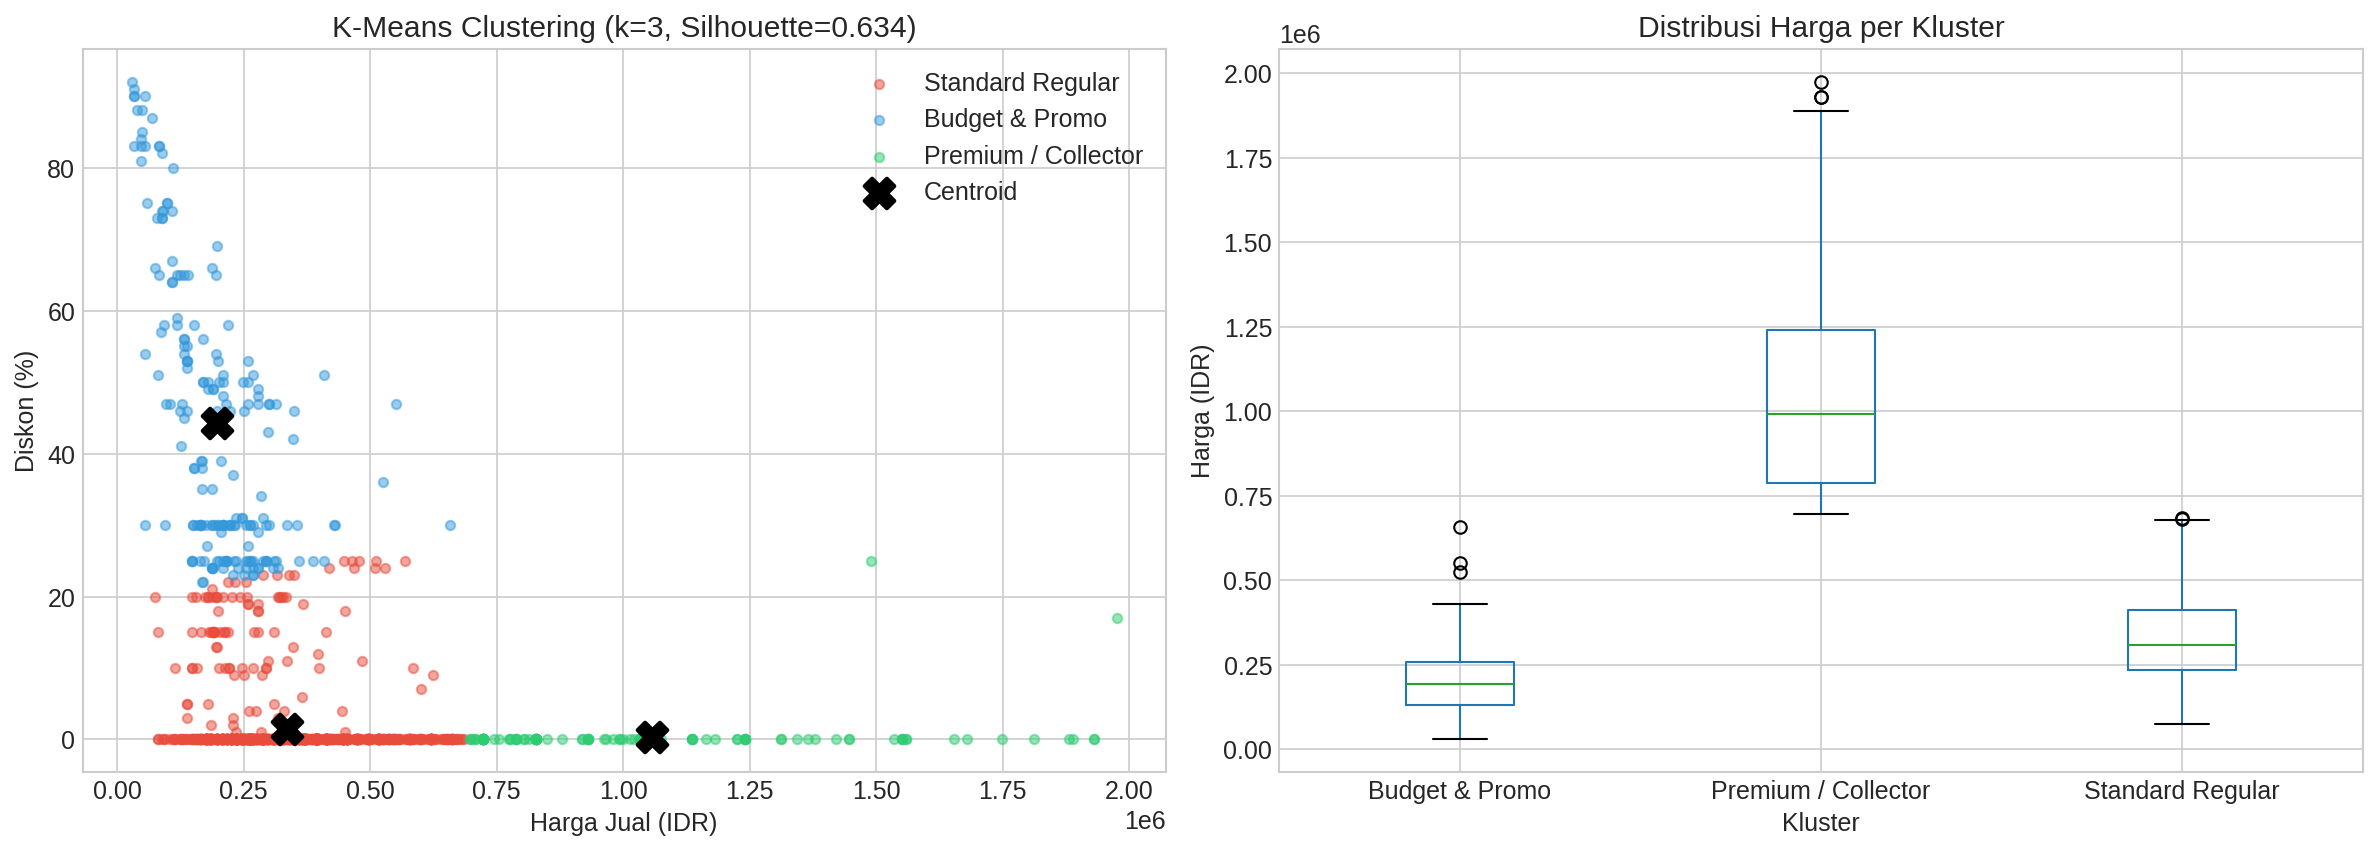 K-Means Clustering (k=3, Silhouette=0.634)
Standard Regular
Budget & Promo
Premium / Collector
Centroid
Diskon (%)
80
60
40
20
0
0.00 0.25 0.50 0.75 1.00 1.25 1.50 1.75 2.00
1e6
Harga Jual (IDR)
Distribusi Harga per Kluster
1e6
Harga (IDR)
2.00
1.75
1.50
1.25
1.00
0.75
0.50
0.25
0.00
Budget & Promo Premium / Collector Standard Regular
Kluster